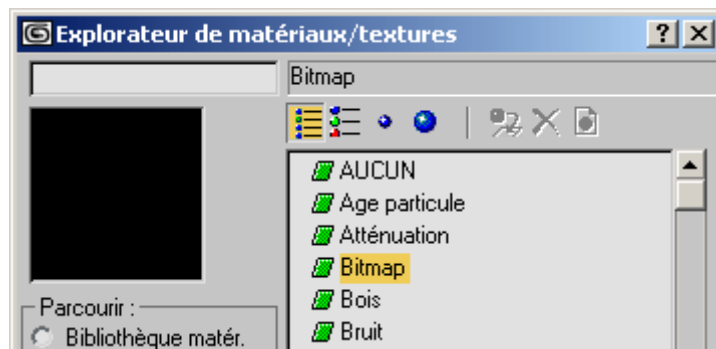 Explorateur de matériaux/textures
Bitmap
AUCUN
Age particule
Atténuation
Bitmap
Bois
Bruit
Parcourir :
Bibliothèque matér.